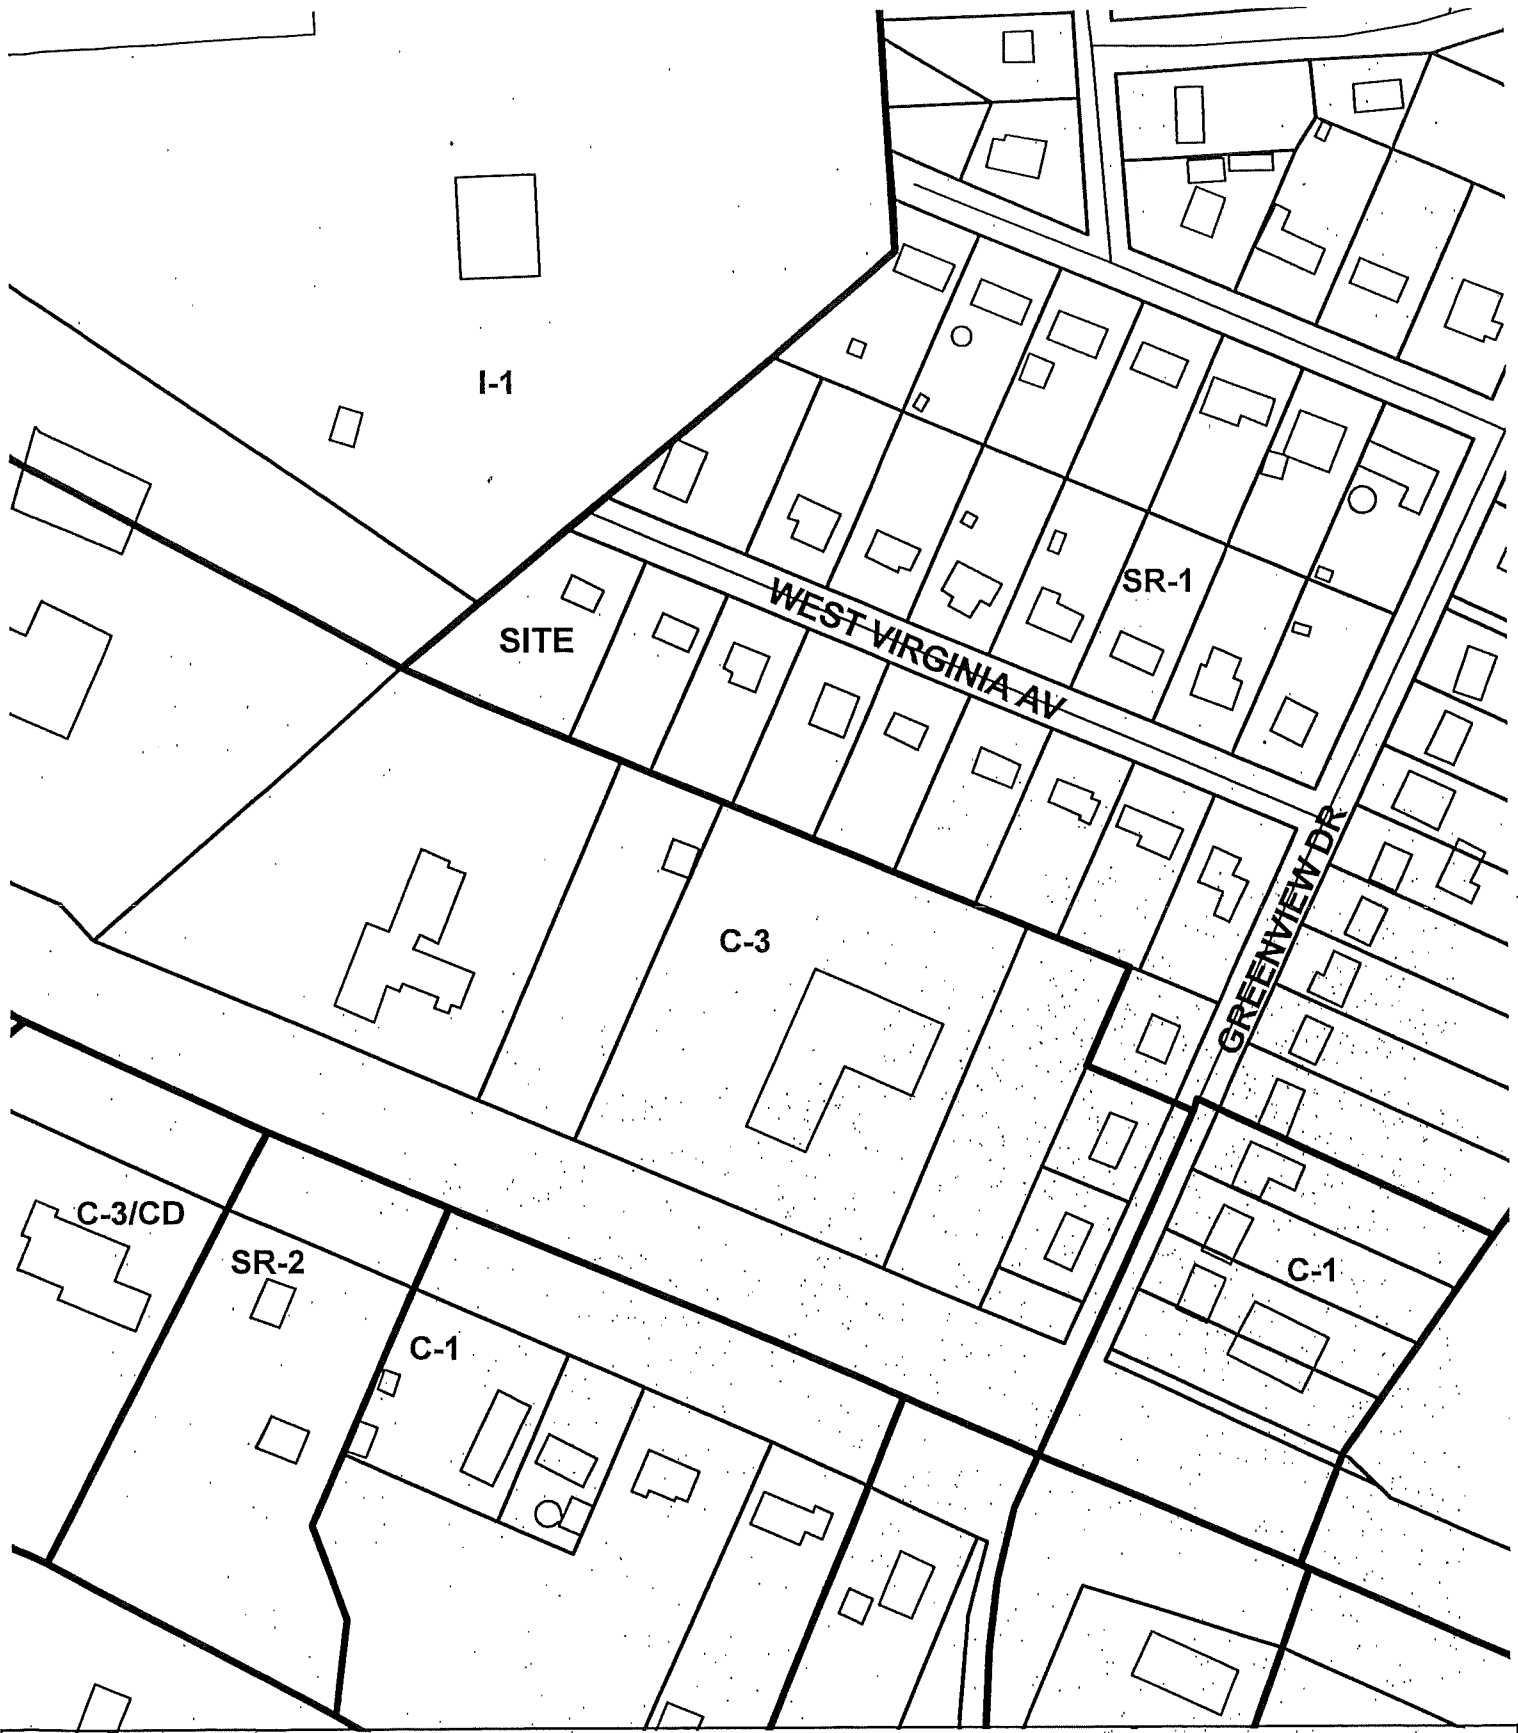 I-1
SR-1
SITE
WEST VIRGINIA AV
GREENVIEW DR
C-3
C-3/CD
SR-2
C-1
C-1